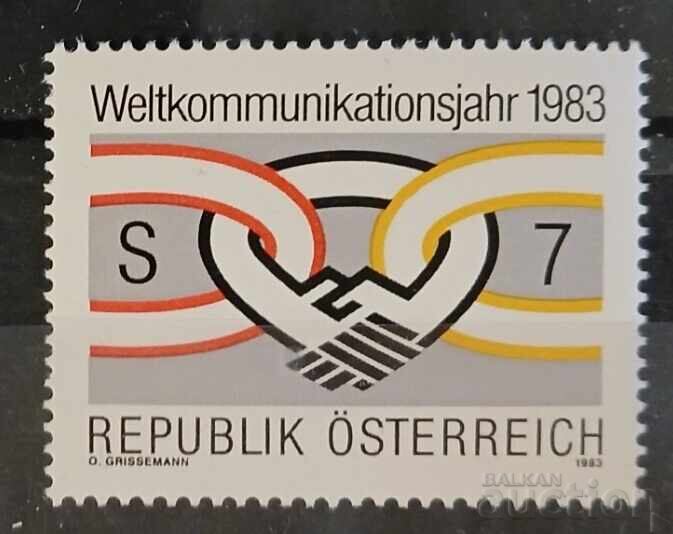 Weltkommunikationsjahr 1983
S 7
REPUBLIK ÖSTERREICH
O. GRISSEMANN 1983
BALKAN
auction